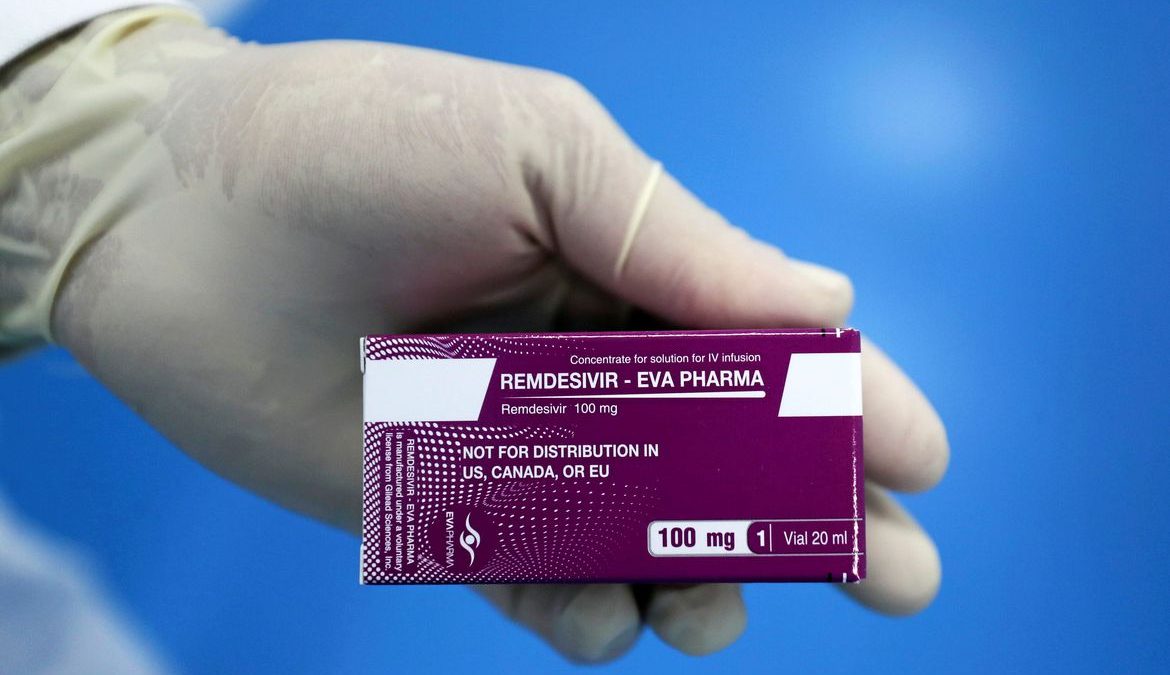 Concentrate for solution for IV infusion
REMDESIVIR - EVA PHARMA
Remdesivir 100 mg
NOT FOR DISTRIBUTION IN
US, CANADA, OR EU
100 mg 1 Vial 20 ml
REMDESIVIR - EVA PHARMA
is manufactured under a voluntary
license from Gilead Sciences, Inc.
EVA PHARMA